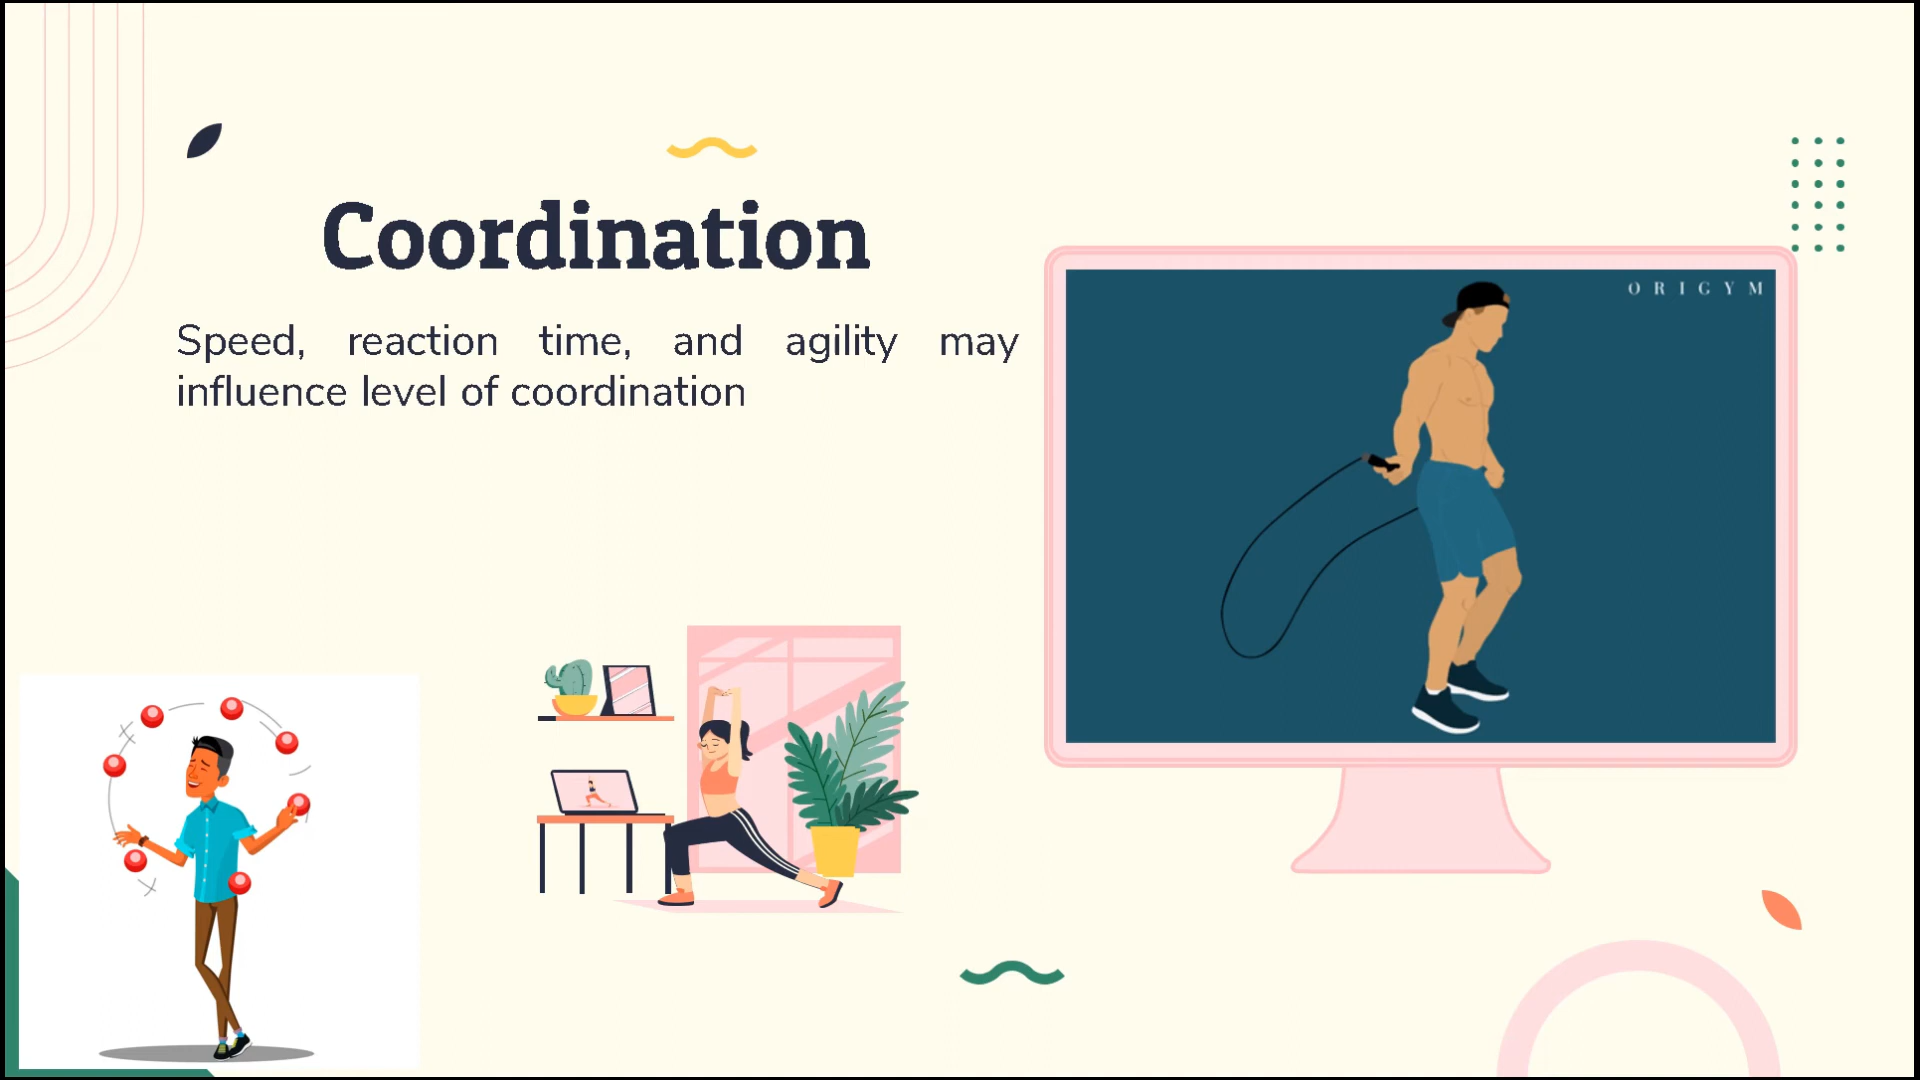 Coordination
Speed, reaction time, and agility may
influence level of coordination
ORIGYM